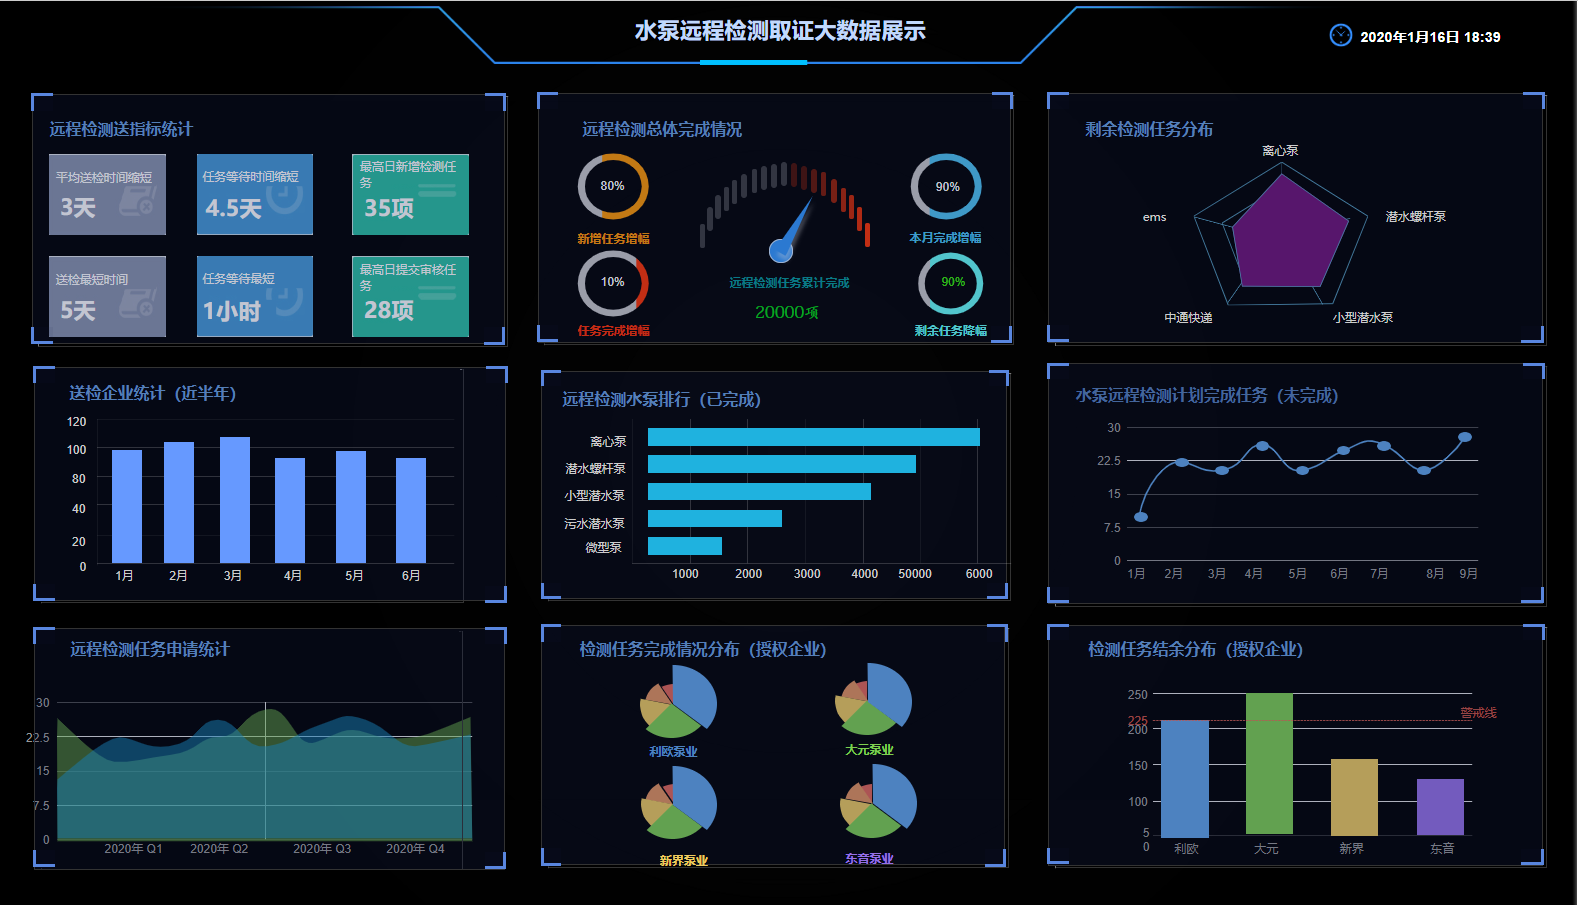 水泵远程检测取证大数据展示
2020年1月16日 18:39
远程检测送指标统计
平均送检时间缩短
3天
任务等待时间缩短
4.5天
最高日新增检测任
务
35项
送检最短时间
5天
任务等待最短
1小时
最高日提交审核任
务
28项
远程检测总体完成情况
80%
新增任务增幅
10%
任务完成增幅
远程检测任务累计完成
20000项
90%
本月完成增幅
90%
剩余任务降幅
剩余检测任务分布
离心泵
ems
潜水螺杆泵
中通快递
小型潜水泵
送检企业统计（近半年）
120
100
80
40
20
0
1月 2月 3月 4月 5月 6月
远程检测水泵排行（已完成）
离心泵
潜水螺杆泵
小型潜水泵
污水潜水泵
微型泵
1000 2000 3000 4000 50000 6000
水泵远程检测计划完成任务（未完成）
30
22.5
15
7.5
0
1月 2月 3月 4月 5月 6月 7月 8月 9月
远程检测任务申请统计
30
22.5
15
7.5
0
2020年 Q1 2020年 Q2 2020年 Q3 2020年 Q4
检测任务完成情况分布（授权企业）
利欧泵业
大元泵业
新界泵业
东音泵业
检测任务结余分布（授权企业）
250
警戒线
225
200
150
100
5
0
利欧 大元 新界 东音